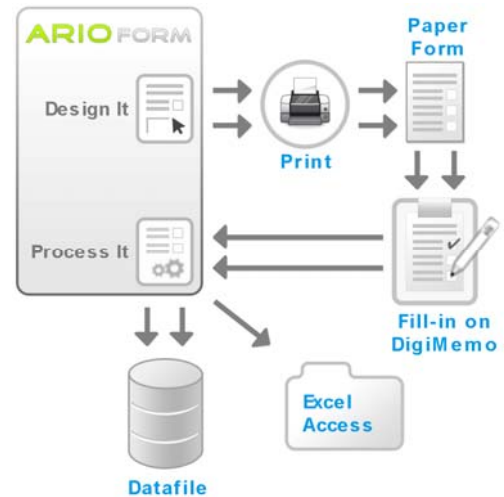 ARIO FORM
Design It
Print
Paper
Form
Process It
Fill-in on
DigiMemo
Excel
Access
Datafile